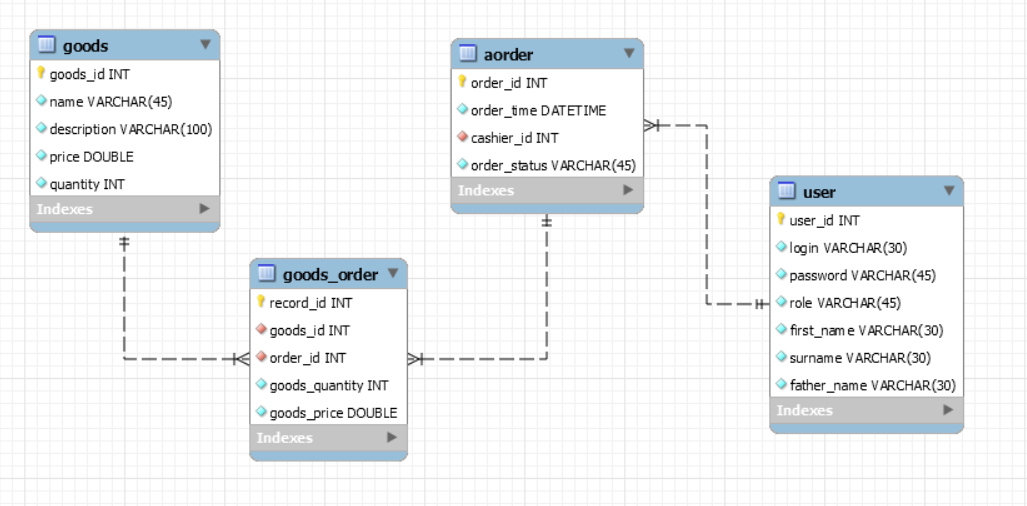 goods
goods_id INT
name VARCHAR(45)
description VARCHAR(100)
price DOUBLE
quantity INT
Indexes
aorder
order_id INT
order_time DATETIME
cashier_id INT
order_status VARCHAR(45)
Indexes
user
user_id INT
login VARCHAR(30)
password VARCHAR(45)
role VARCHAR(45)
first_name VARCHAR(30)
surname VARCHAR(30)
father_name VARCHAR(30)
Indexes
goods_order
record_id INT
goods_id INT
order_id INT
goods_quantity INT
goods_price DOUBLE
Indexes